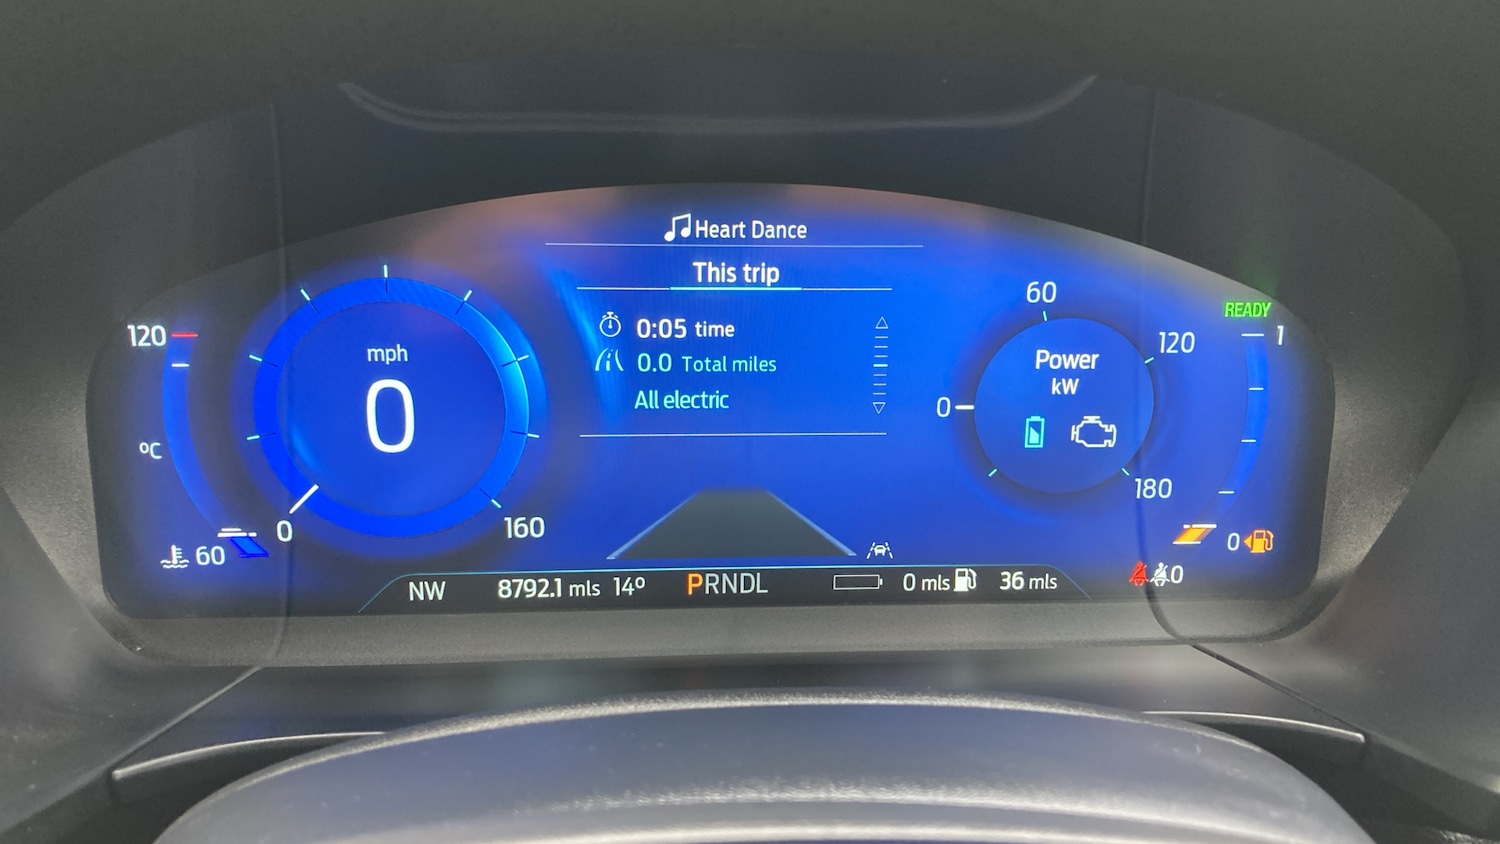 Heart Dance
This trip
0:05 time
0.0 Total miles
All electric
120
ºC
60
mph
0
0
160
60
120
Power
kW
0
180
READY
1
0
NW 8792.1 mls 14º PRNDL 0 mls 36 mls
0